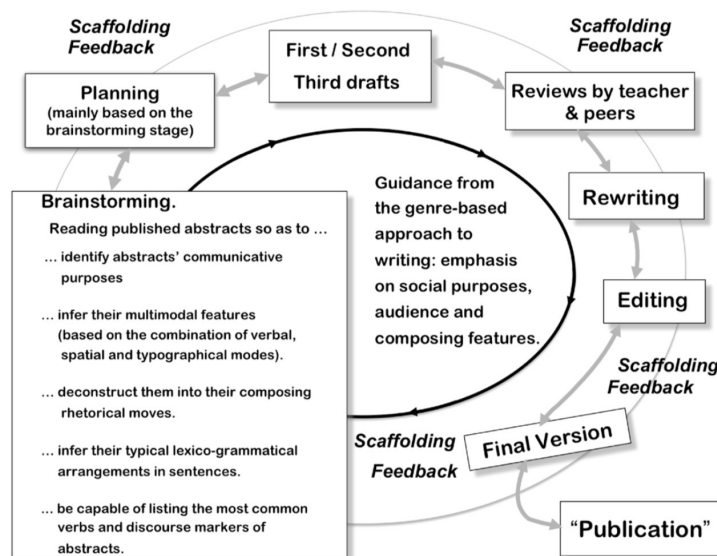 Scaffolding
Feedback
First / Second
Third drafts
Scaffolding
Feedback
Planning
(mainly based on the
brainstorming stage)
Reviews by teacher
& peers
Rewriting
Editing
Brainstorming.
Reading published abstracts so as to …
… identify abstracts’ communicative
purposes
… infer their multimodal features
(based on the combination of verbal,
spatial and typographical modes).
… deconstruct them into their composing
rhetorical moves.
… infer their typical lexico-grammatical
arrangements in sentences.
… be capable of listing the most common
verbs and discourse markers of
abstracts.
Guidance from
the genre-based
approach to
writing: emphasis
on social purposes,
audience and
composing features.
Scaffolding
Feedback
Scaffolding
Feedback
Final Version
“Publication”